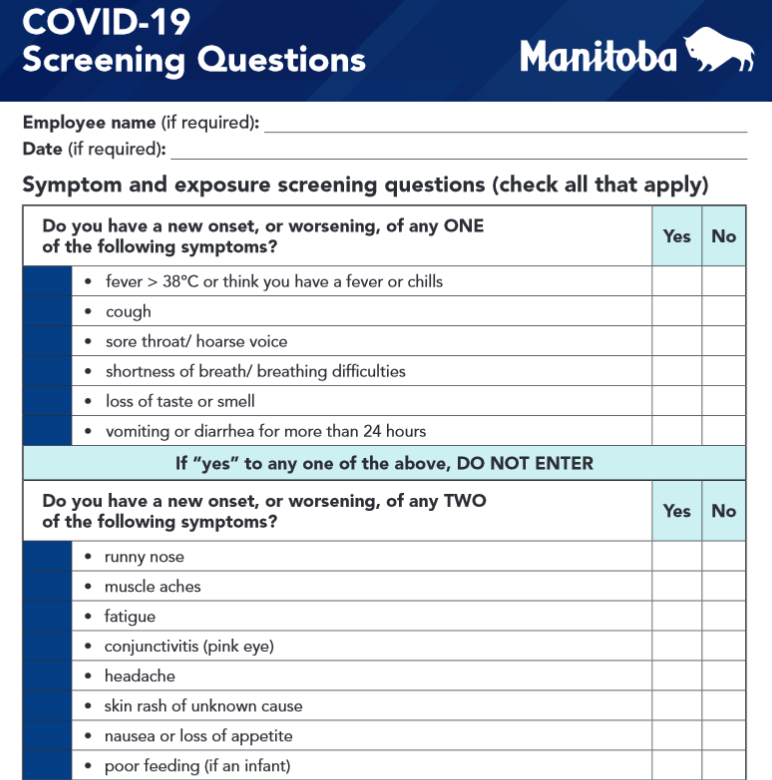 COVID-19
Screening Questions
Manitoba
Employee name (if required):
Date (if required):
Symptom and exposure screening questions (check all that apply)
Do you have a new onset, or worsening, of any ONE
of the following symptoms?
Yes No
• fever > 38°C or think you have a fever or chills
• cough
• sore throat/ hoarse voice
• shortness of breath/ breathing difficulties
• loss of taste or smell
• vomiting or diarrhea for more than 24 hours
If “yes” to any one of the above, DO NOT ENTER
Do you have a new onset, or worsening, of any TWO
of the following symptoms?
Yes No
• runny nose
• muscle aches
• fatigue
• conjunctivitis (pink eye)
• headache
• skin rash of unknown cause
• nausea or loss of appetite
• poor feeding (if an infant)